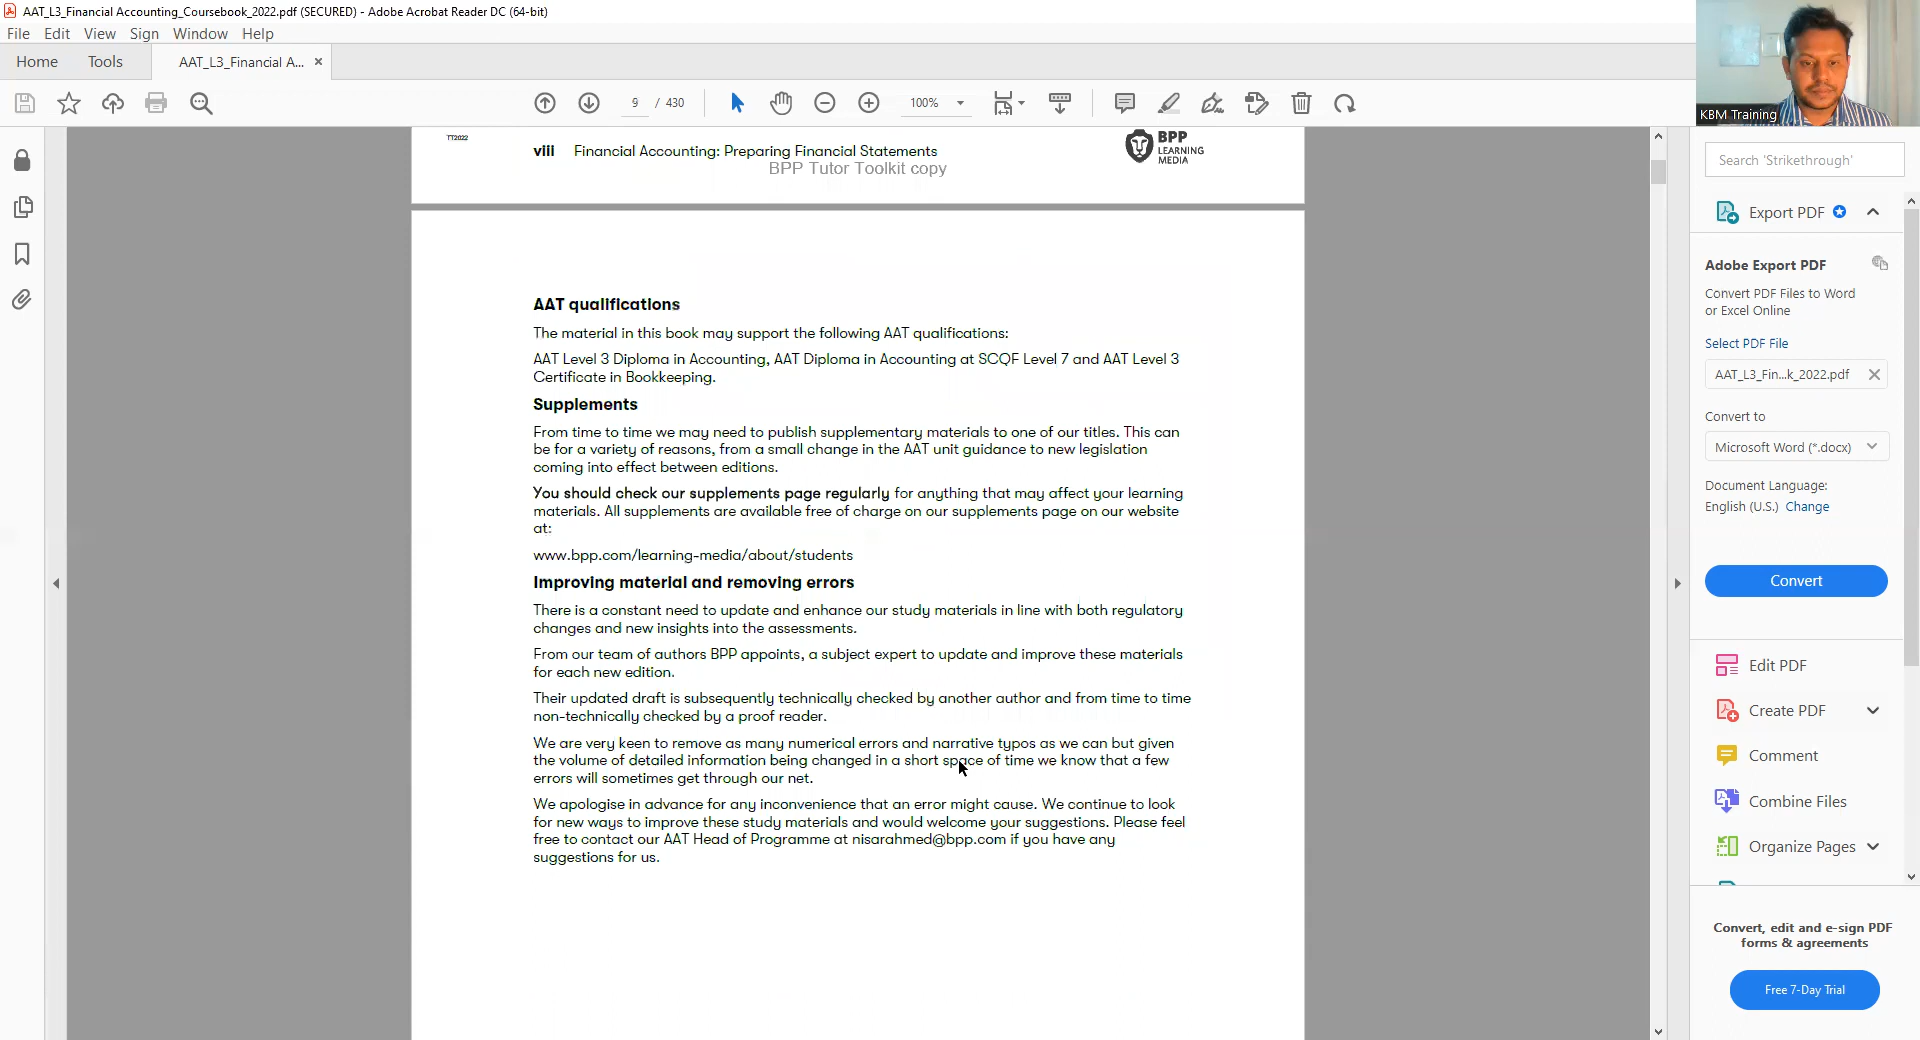 AAT_L3_Financial Accounting_Coursebook_2022.pdf (SECURED) - Adobe Acrobat Reader DC (64-bit)
File Edit View Sign Window Help
Home Tools AAT_L3_Financial A... ×
9 / 430 100%
KBM Training
TT2022
viii Financial Accounting: Preparing Financial Statements
BPP Tutor Toolkit copy
BPP
LEARNING
MEDIA
AAT qualifications
The material in this book may support the following AAT qualifications:
AAT Level 3 Diploma in Accounting, AAT Diploma in Accounting at SCQF Level 7 and AAT Level 3
Certificate in Bookkeeping.
Supplements
From time to time we may need to publish supplementary materials to one of our titles. This can
be for a variety of reasons, from a small change in the AAT unit guidance to new legislation
coming into effect between editions.
You should check our supplements page regularly for anything that may affect your learning
materials. All supplements are available free of charge on our supplements page on our website
at:
www.bpp.com/learning-media/about/students
Improving material and removing errors
There is a constant need to update and enhance our study materials in line with both regulatory
changes and new insights into the assessments.
From our team of authors BPP appoints, a subject expert to update and improve these materials
for each new edition.
Their updated draft is subsequently technically checked by another author and from time to time
non-technically checked by a proof reader.
We are very keen to remove as many numerical errors and narrative typos as we can but given
the volume of detailed information being changed in a short space of time we know that a few
errors will sometimes get through our net.
We apologise in advance for any inconvenience that an error might cause. We continue to look
for new ways to improve these study materials and would welcome your suggestions. Please feel
free to contact our AAT Head of Programme at nisarahmed@bpp.com if you have any
suggestions for us.
Search 'Strikethrough'
Export PDF
Adobe Export PDF
Convert PDF Files to Word
or Excel Online
Select PDF File
AAT_L3_Fin...k_2022.pdf
Convert to
Microsoft Word (*.docx)
Document Language:
English (U.S.) Change
Convert
Edit PDF
Create PDF
Comment
Combine Files
Organize Pages
Convert, edit and e-sign PDF
forms & agreements
Free 7-Day Trial